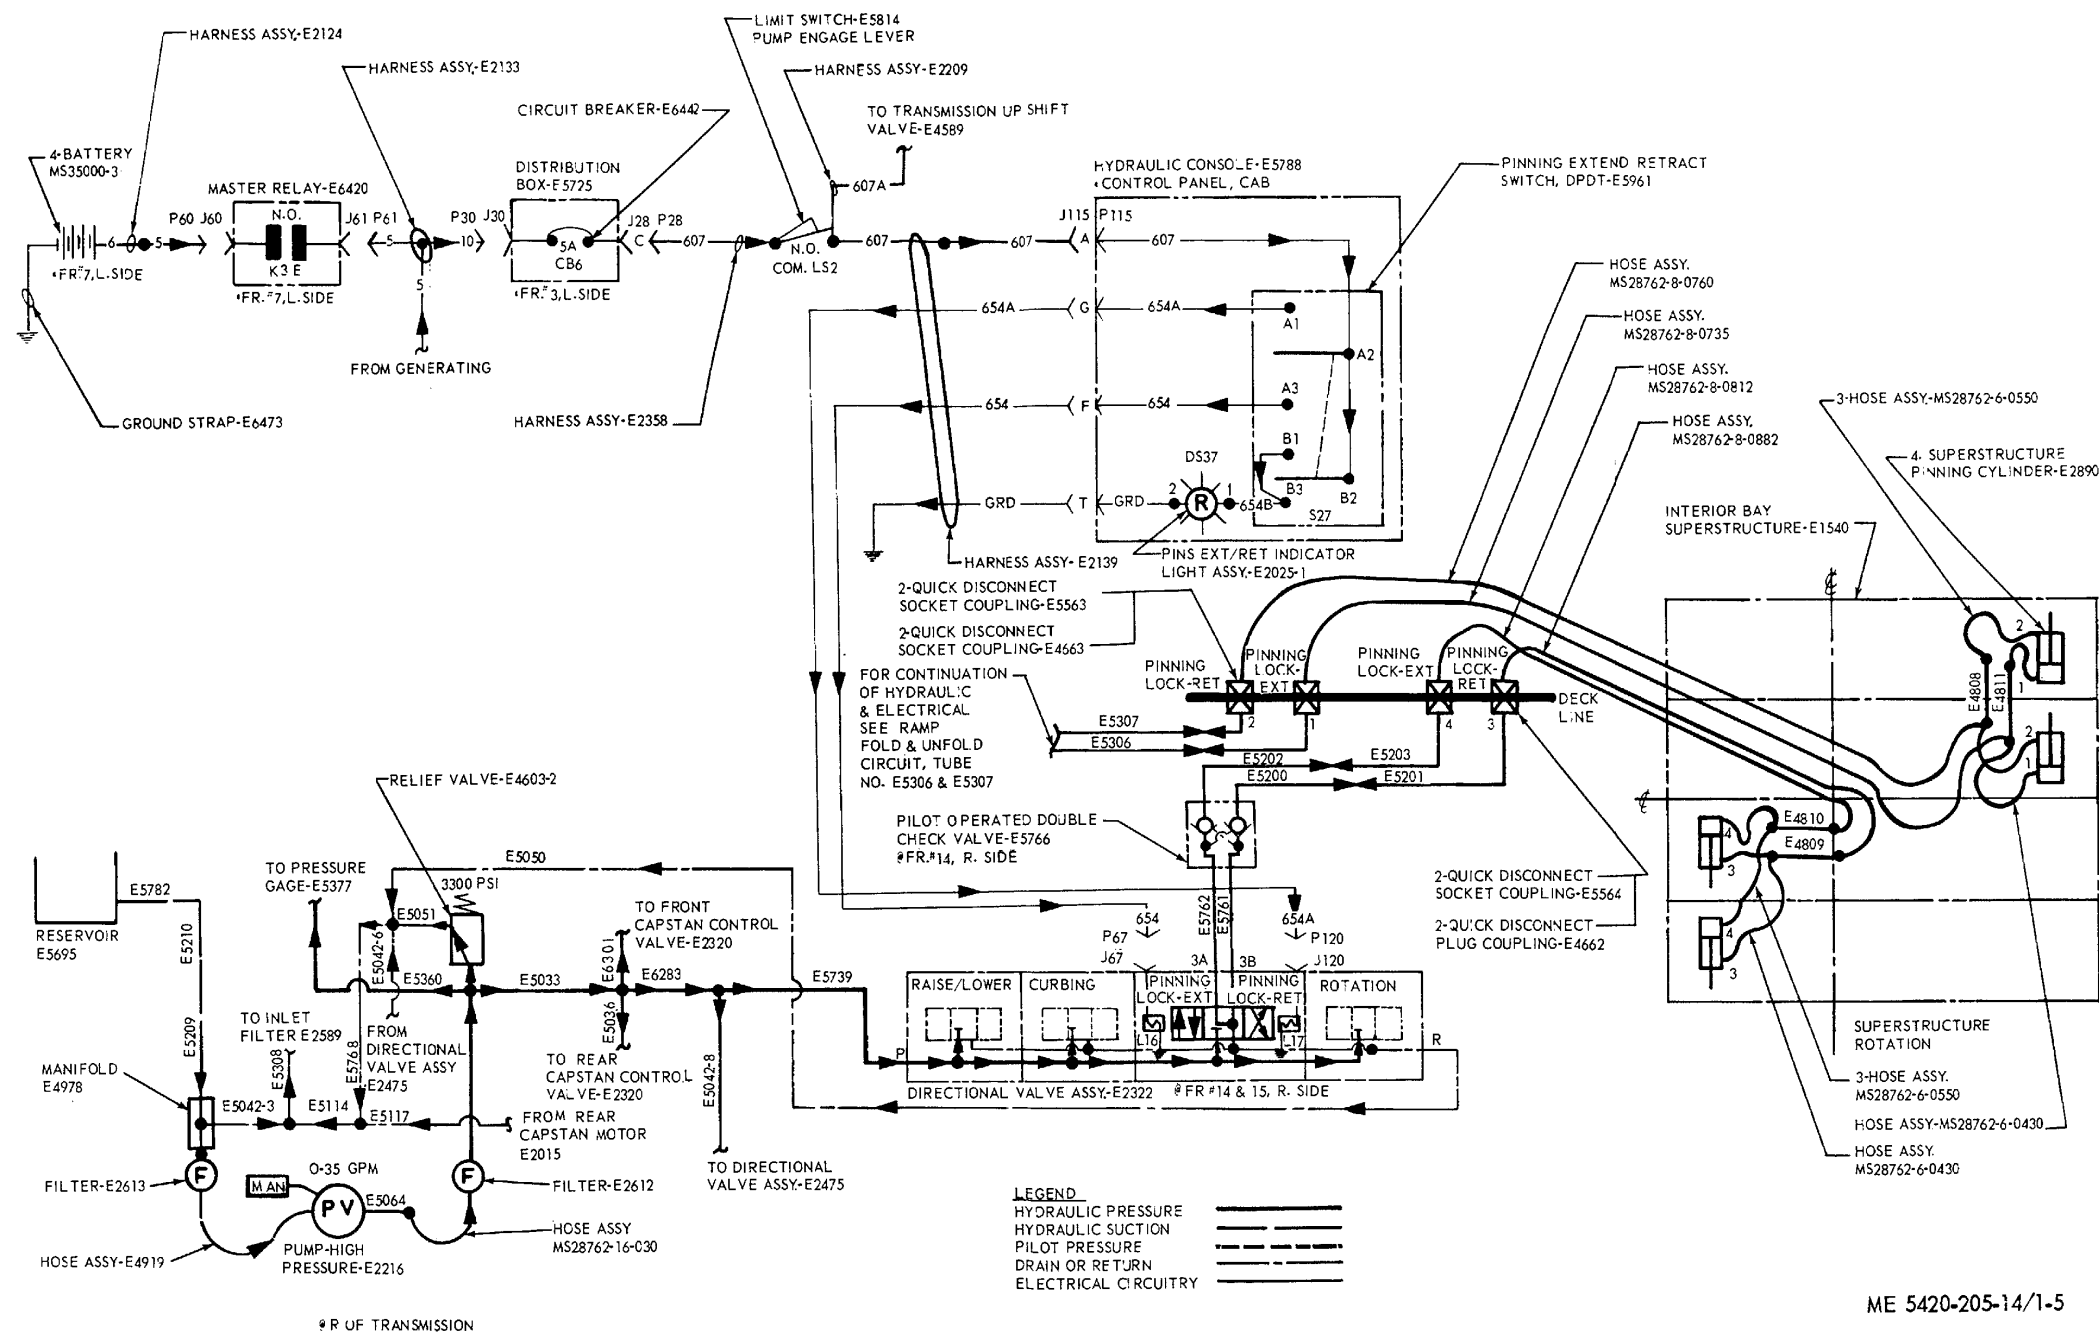 HARNESS ASSY,-E2124
HARNESS ASSY,-E2133
LIMIT SWITCH-E5814
PUMP ENGAGE LEVER
HARNESS ASSY-E2209
CIRCUIT BREAKER-E6442
TO TRANSMISSION UP SHIFT
VALVE-E4589
4-BATTERY
MS35000-3
MASTER RELAY-E6420
DISTRIBUTION
BOX-E5725
HYDRAULIC CONSOLE-E5788
CONTROL PANEL, CAB
PINNING EXTEND RETRACT
SWITCH, DPDT-E5961
607A
P60 J60
N.O.
J61 P61
P30 J30
J28 P28
J115 P115
6
5
5
10
5A
C
607
607
607
A
607
K3 E
CB6
N.O.
COM. LS2
FR.#7, L.SIDE
FR.#7, L.SIDE
FR.#3, L.SIDE
5
FROM GENERATING
GROUND STRAP-E6473
HARNESS ASSY-E2358
654A
G
654A
A1
A2
654
F
654
A3
B1
DS37
GRD
T
GRD
2
R
1
654B
B3
B2
S27
HARNESS ASSY-E2139
PINS EXT/RET INDICATOR
LIGHT ASSY,-E2025-1
HOSE ASSY.
MS28762-8-0760
HOSE ASSY.
MS28762-8-0735
HOSE ASSY.
MS28762-8-0812
HOSE ASSY.
MS28762-8-0882
3-HOSE ASSY,-MS28762-6-0550
4. SUPERSTRUCTURE
PINNING CYLINDER-E2890
INTERIOR BAY
SUPERSTRUCTURE-E1540
2-QUICK DISCONNECT
SOCKET COUPLING-E5563
2-QUICK DISCONNECT
SOCKET COUPLING-E4663
FOR CONTINUATION
OF HYDRAULIC
& ELECTRICAL
SEE RAMP
FOLD & UNFOLD
CIRCUIT, TUBE
NO. E5306 & E5307
PINNING
LOCK-RET
PINNING
LOCK-
EXT
PINNING
LOCK-EXT
PINNING
LOCK-
RET
DECK
LINE
2
1
4
3
E5307
E5306
E5202
E5203
E5200
E5201
2
1
E4808
E4811
2
1
E4810
E4809
4
3
4
3
RELIEF VALVE-E4603-2
PILOT OPERATED DOUBLE
CHECK VALVE-E5766
@FR.#14, R. SIDE
2-QUICK DISCONNECT
SOCKET COUPLING-E5564
2-QUICK DISCONNECT
PLUG COUPLING-E4662
E5050
TO PRESSURE
GAGE-E5377
3300 PSI
E5051
E5042-6
E5782
RESERVOIR
E5695
E5210
E5209
TO FRONT
CAPSTAN CONTROL
VALVE-E2320
E6301
E5360
E5033
E6283
E5739
E5036
E5762
E5761
654
654A
P67
J67
3A
3B
P120
J120
RAISE/LOWER
CURBING
PINNING
LOCK-EXT
PINNING
LOCK-RET
ROTATION
L16
L17
P
R
DIRECTIONAL VALVE ASSY,-E2322
@FR #14 & 15, R. SIDE
TO INLET
FILTER E2589
FROM
DIRECTIONAL
VALVE ASSY
E2475
E5768
E5308
TO REAR
CAPSTAN CONTROL
VALVE-E2320
E5042-8
MANIFOLD
E4978
E5042-3
E5114
E5117
FROM REAR
CAPSTAN MOTOR
E2015
TO DIRECTIONAL
VALVE ASSY,-E2475
FILTER-E2613
F
0-35 GPM
MAN
PV
E5064
F
FILTER-E2612
HOSE ASSY
MS28762-16-030
HOSE ASSY-E4919
PUMP-HIGH
PRESSURE-E2216
SUPERSTRUCTURE
ROTATION
3-HOSE ASSY.
MS28762-6-0550
HOSE ASSY-MS28762-6-0430
HOSE ASSY.
MS28762-6-0430
LEGEND
HYDRAULIC PRESSURE
HYDRAULIC SUCTION
PILOT PRESSURE
DRAIN OR RETURN
ELECTRICAL CIRCUITRY
@ R OF TRANSMISSION
ME 5420-205-14/1-5